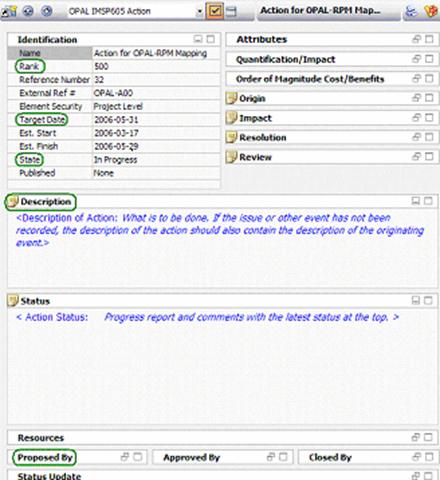 OPAL IMSP605 Action
Action for OPAL-RPM Map...
Identification
Name Action for OPAL-RPM Mapping
Rank 500
Reference Number 32
External Ref # OPAL-A00
Element Security Project Level
Target Date 2006-05-31
Est. Start 2006-03-17
Est. Finish 2006-05-29
State In Progress
Published None
Attributes
Quantification/Impact
Order of Magnitude Cost/Benefits
Origin
Impact
Resolution
Review
Description
<Description of Action: What is to be done. If the issue or other event has not been
recorded, the description of the action should also contain the description of the originating
event.>
Status
< Action Status: Progress report and comments with the latest status at the top. >
Resources
Proposed By Approved By Closed By
Status Update